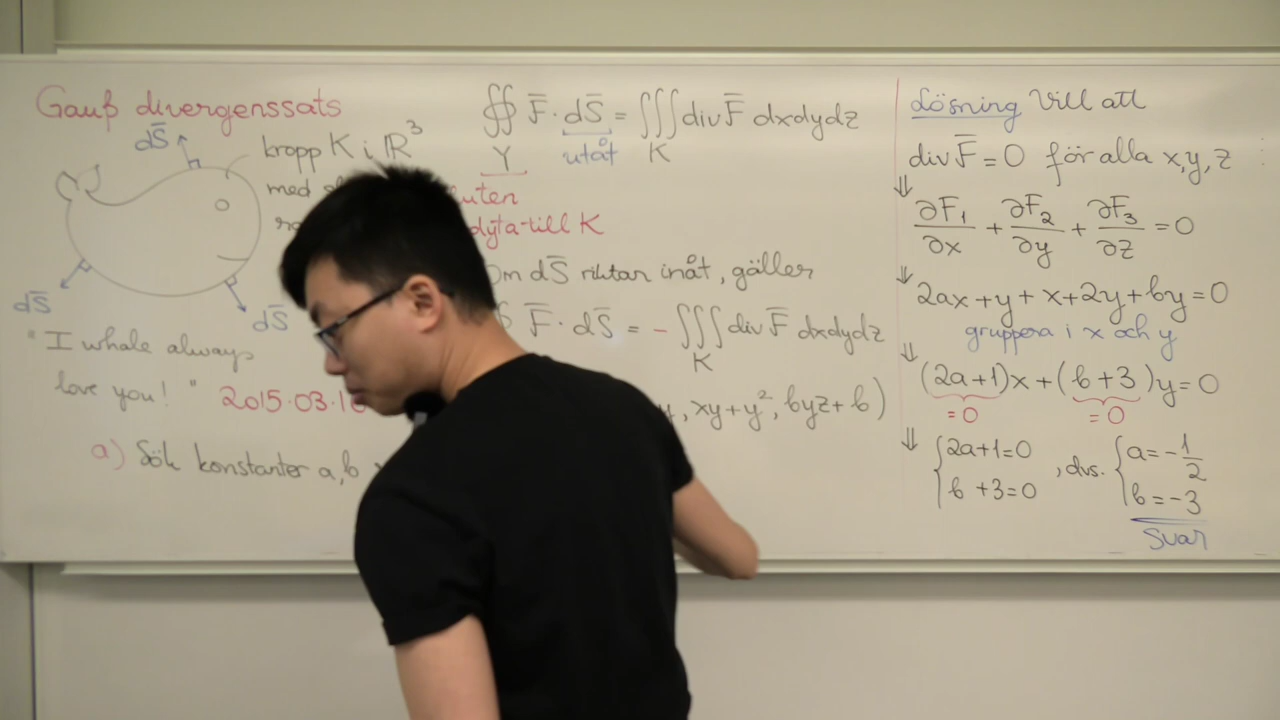 Gauß divergenssats
dS̄
kropp K i ℝ³
med
uten
dyta till K
dS̄
dS̄
"I whale always
love you!"
2015·03·16
a) Sök konstanter a, b
∯ F̄ · dS̄ = ∭ div F̄ dxdydz
Y utåt K
om dS̄ riktar inåt, gäller
F̄ · dS̄ = - ∭ div F̄ dxdydz
K
, xy+y², byz+b)
Lösning Vill att
div F̄ = 0 för alla x, y, z
⇓ ∂F₁/∂x + ∂F₂/∂y + ∂F₃/∂z = 0
⇓ 2ax + y + x + 2y + by = 0
gruppera i x och y
⇓ (2a+1)x + (b+3)y = 0
=0 =0
⇓ {2a+1=0 , dvs. {a=-1/2
b+3=0 b=-3
Svar